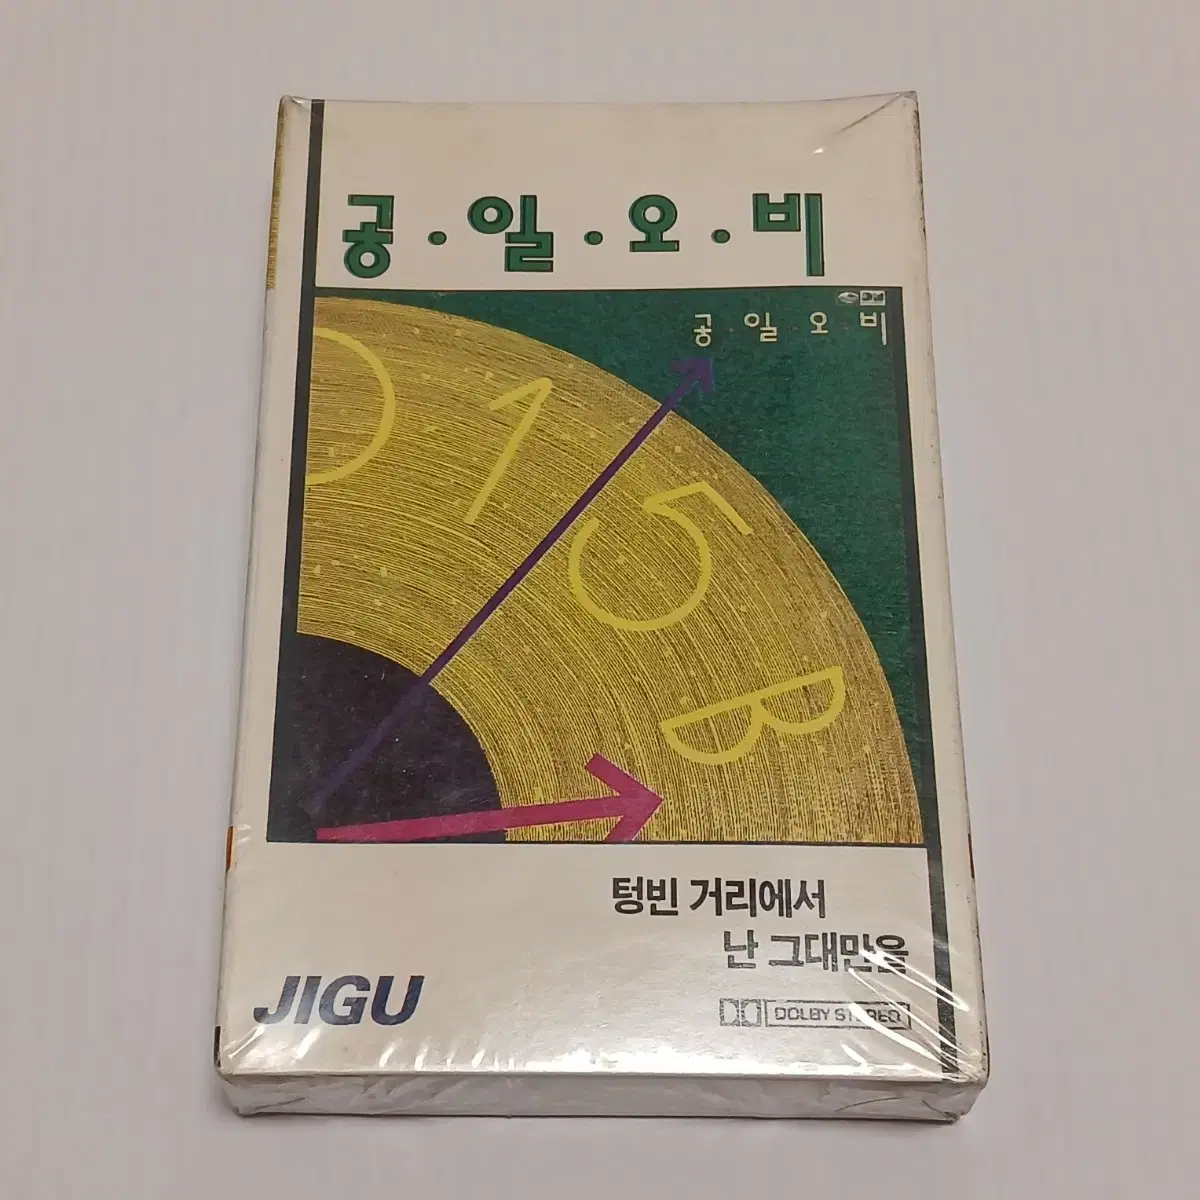 공·일·오·비
공·일·오·비
015B
텅빈 거리에서
난 그대만을
JIGU
DOLBY STEREO